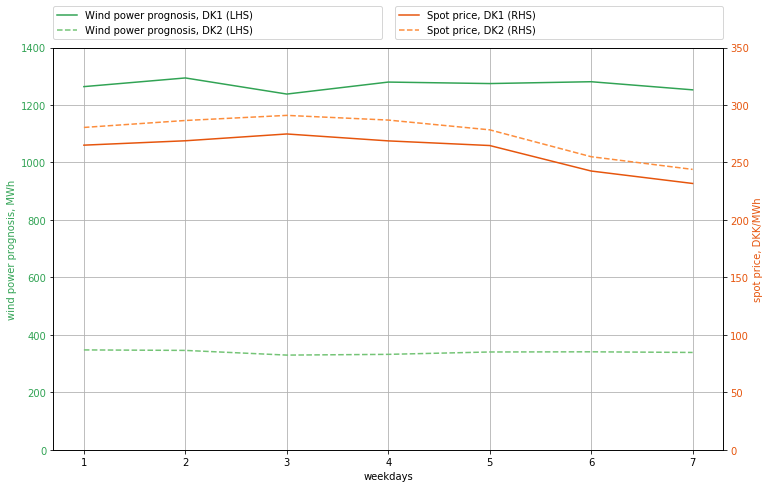 Wind power prognosis, DK1 (LHS)
Wind power prognosis, DK2 (LHS)
Spot price, DK1 (RHS)
Spot price, DK2 (RHS)
1400
1200
1000
800
600
400
200
0
wind power prognosis, MWh
350
300
250
200
150
100
50
0
spot price, DKK/MWh
1 2 3 4 5 6 7
weekdays